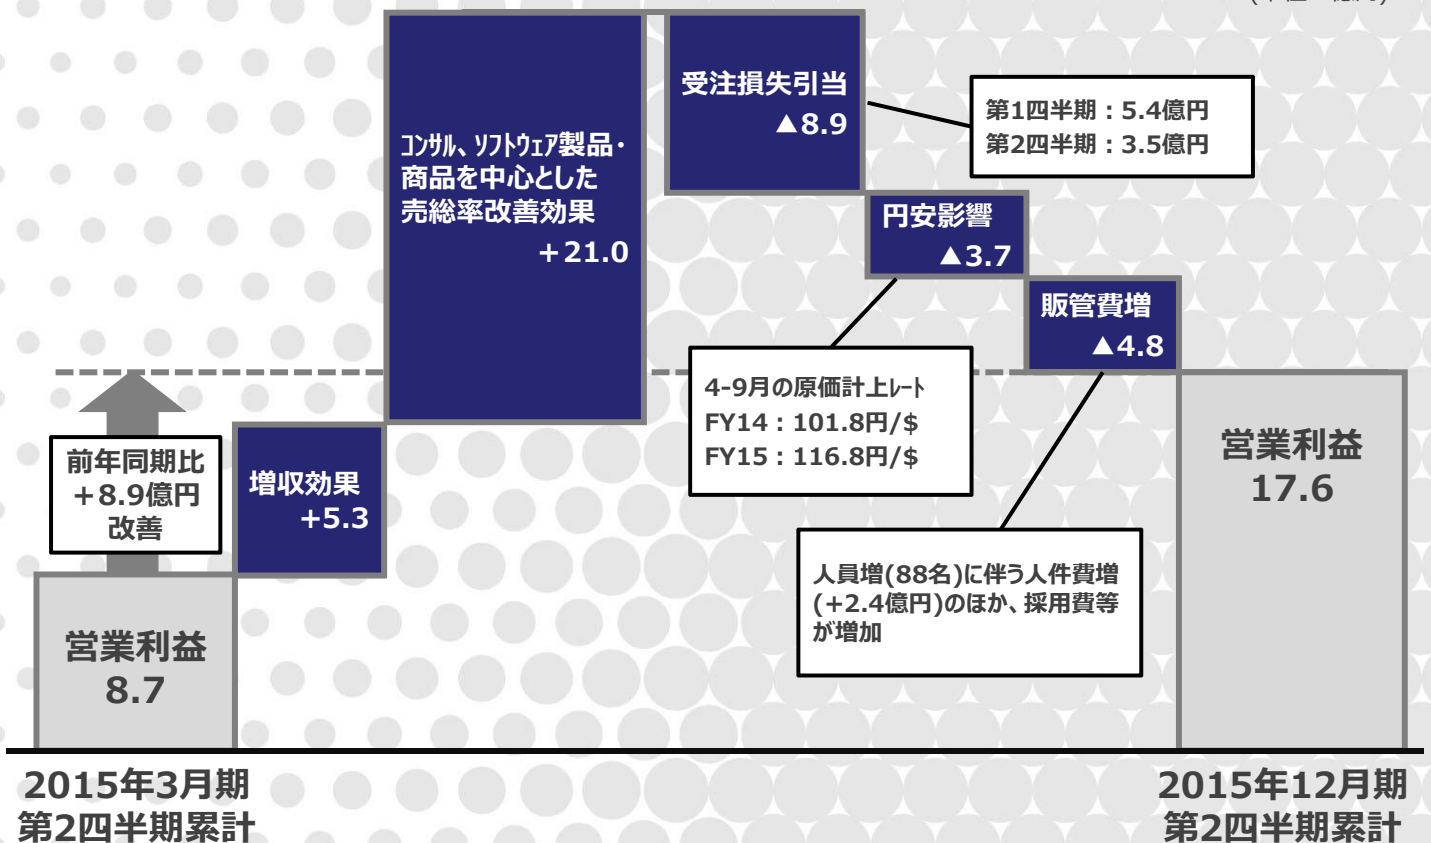 コンサル、ソフトウェア製品・
商品を中心とした
売総率改善効果
+21.0
受注損失引当
▲8.9
第1四半期：5.4億円
第2四半期：3.5億円
円安影響
▲3.7
販管費増
▲4.8
4-9月の原価計上レート
FY14：101.8円/$
FY15：116.8円/$
前年同期比
+8.9億円
改善
増収効果
+5.3
営業利益
17.6
人員増(88名)に伴う人件費増
(+2.4億円)のほか、採用費等
が増加
営業利益
8.7
2015年3月期
第2四半期累計
2015年12月期
第2四半期累計